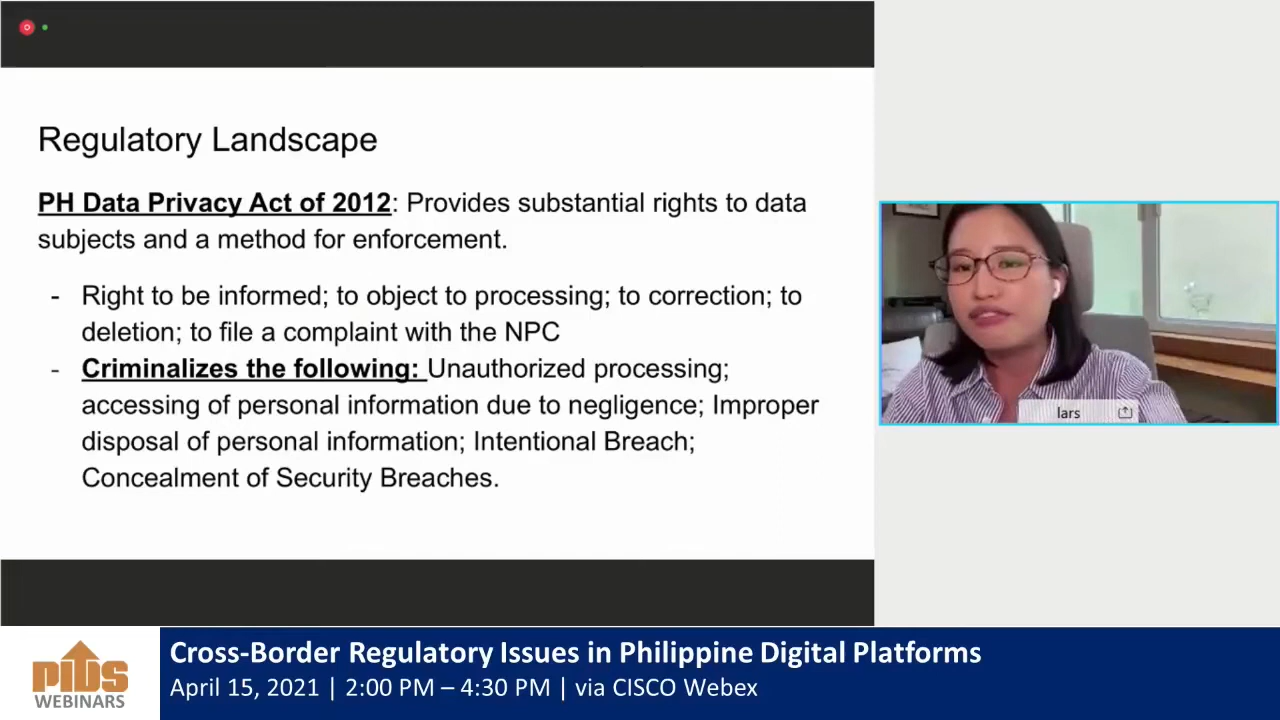 Regulatory Landscape
PH Data Privacy Act of 2012: Provides substantial rights to data
subjects and a method for enforcement.
- Right to be informed; to object to processing; to correction; to
deletion; to file a complaint with the NPC
- Criminalizes the following: Unauthorized processing;
accessing of personal information due to negligence; Improper
disposal of personal information; Intentional Breach;
Concealment of Security Breaches.
lars
PIDS
WEBINARS
Cross-Border Regulatory Issues in Philippine Digital Platforms
April 15, 2021 | 2:00 PM – 4:30 PM | via CISCO Webex